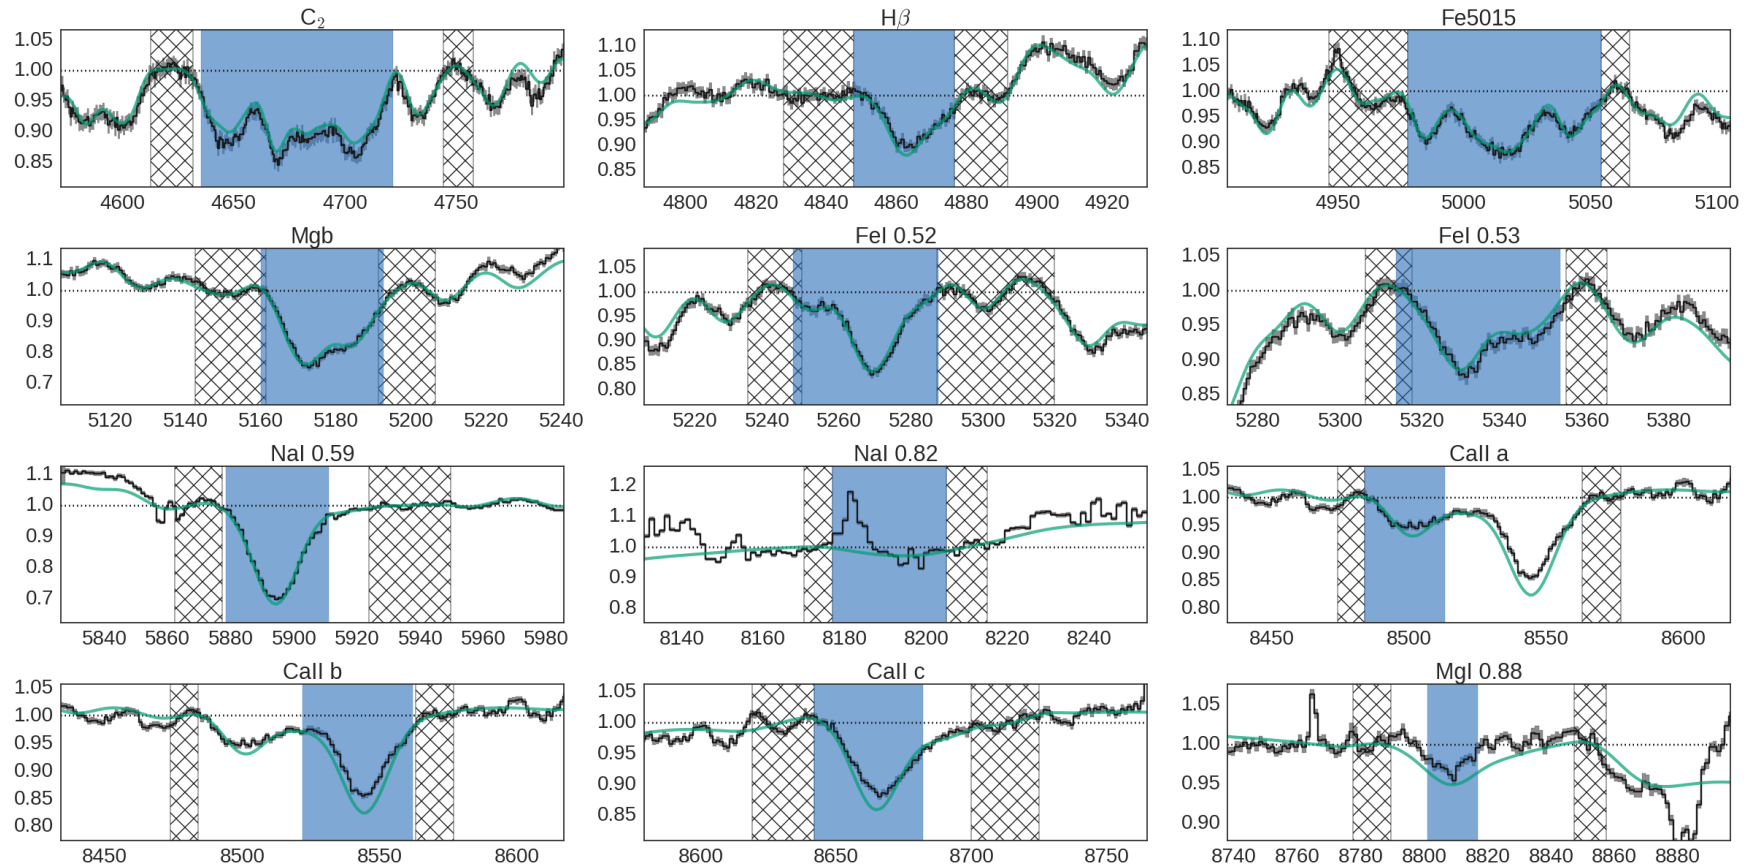 C₂ Hβ Fe5015
1.05 1.00 0.95 0.90 0.85
4600 4650 4700 4750
1.10 1.05 1.00 0.95 0.90 0.85
4800 4820 4840 4860 4880 4900 4920
1.10 1.05 1.00 0.95 0.90 0.85
4950 5000 5050 5100
Mgb FeI 0.52 FeI 0.53
1.1 1.0 0.9 0.8 0.7
5120 5140 5160 5180 5200 5220 5240
1.05 1.00 0.95 0.90 0.85 0.80
5220 5240 5260 5280 5300 5320 5340
1.05 1.00 0.95 0.90 0.85
5280 5300 5320 5340 5360 5380
NaI 0.59 NaI 0.82 CaII a
1.1 1.0 0.9 0.8 0.7
5840 5860 5880 5900 5920 5940 5960 5980
1.2 1.1 1.0 0.9 0.8
8140 8160 8180 8200 8220 8240
1.05 1.00 0.95 0.90 0.85 0.80
8450 8500 8550 8600
CaII b CaII c MgI 0.88
1.05 1.00 0.95 0.90 0.85 0.80
8450 8500 8550 8600
1.05 1.00 0.95 0.90 0.85
8600 8650 8700 8750
1.05 1.00 0.95 0.90
8740 8760 8780 8800 8820 8840 8860 8880